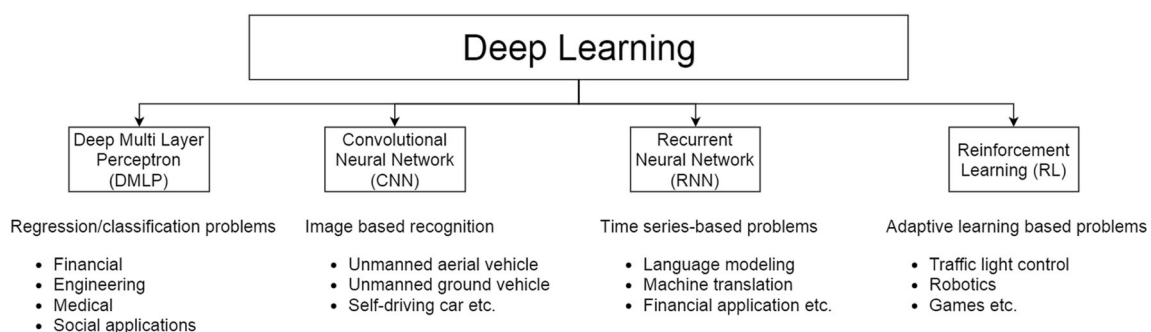 Deep Learning
Deep Multi Layer
Perceptron
(DMLP)
Convolutional
Neural Network
(CNN)
Recurrent
Neural Network
(RNN)
Reinforcement
Learning (RL)
Regression/classification problems
• Financial
• Engineering
• Medical
• Social applications
Image based recognition
• Unmanned aerial vehicle
• Unmanned ground vehicle
• Self-driving car etc.
Time series-based problems
• Language modeling
• Machine translation
• Financial application etc.
Adaptive learning based problems
• Traffic light control
• Robotics
• Games etc.